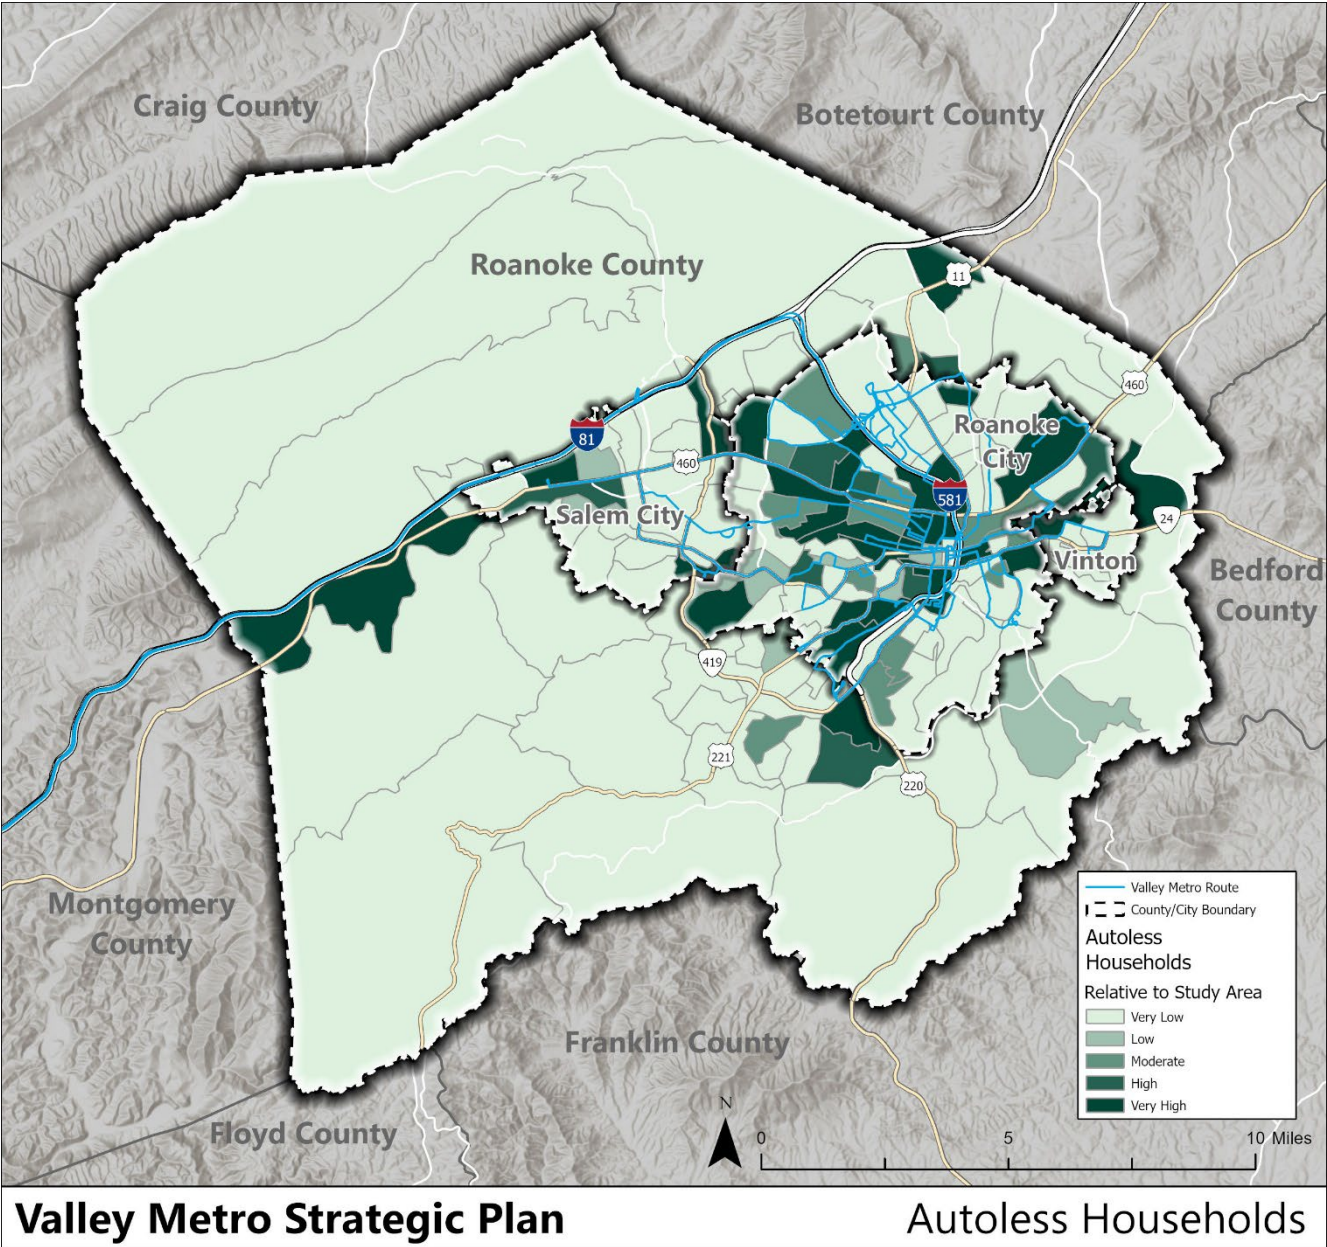 Craig County
Botetourt County
Roanoke County
11
460
Roanoke
City
81
460
581
Salem City
24
Vinton
Bedford
County
419
221
220
Montgomery
County
Franklin County
Floyd County
Valley Metro Route
County/City Boundary
Autoless
Households
Relative to Study Area
Very Low
Low
Moderate
High
Very High
N
0 5 10 Miles
Valley Metro Strategic Plan
Autoless Households